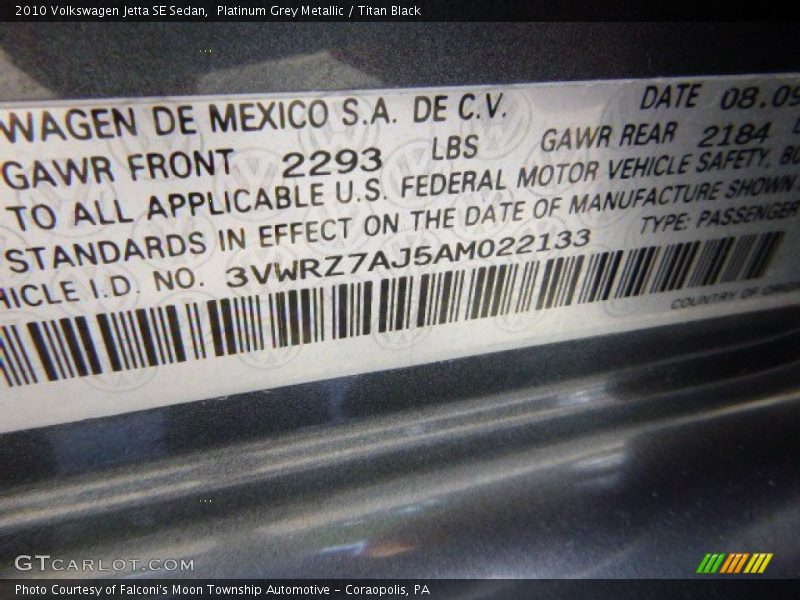 2010 Volkswagen Jetta SE Sedan,  Platinum Grey Metallic / Titan Black
WAGEN DE MEXICO S.A. DE C.V. DATE 08.09
GAWR FRONT 2293 LBS GAWR REAR 2184
TO ALL APPLICABLE U.S. FEDERAL MOTOR VEHICLE SAFETY,
STANDARDS IN EFFECT ON THE DATE OF MANUFACTURE SHOWN
HICLE I.D. NO. 3VWRZ7AJ5AM022133 TYPE: PASSENGER
COUNTRY OF
GTCARLOT.COM
Photo Courtesy of Falconi's Moon Township Automotive - Coraopolis, PA